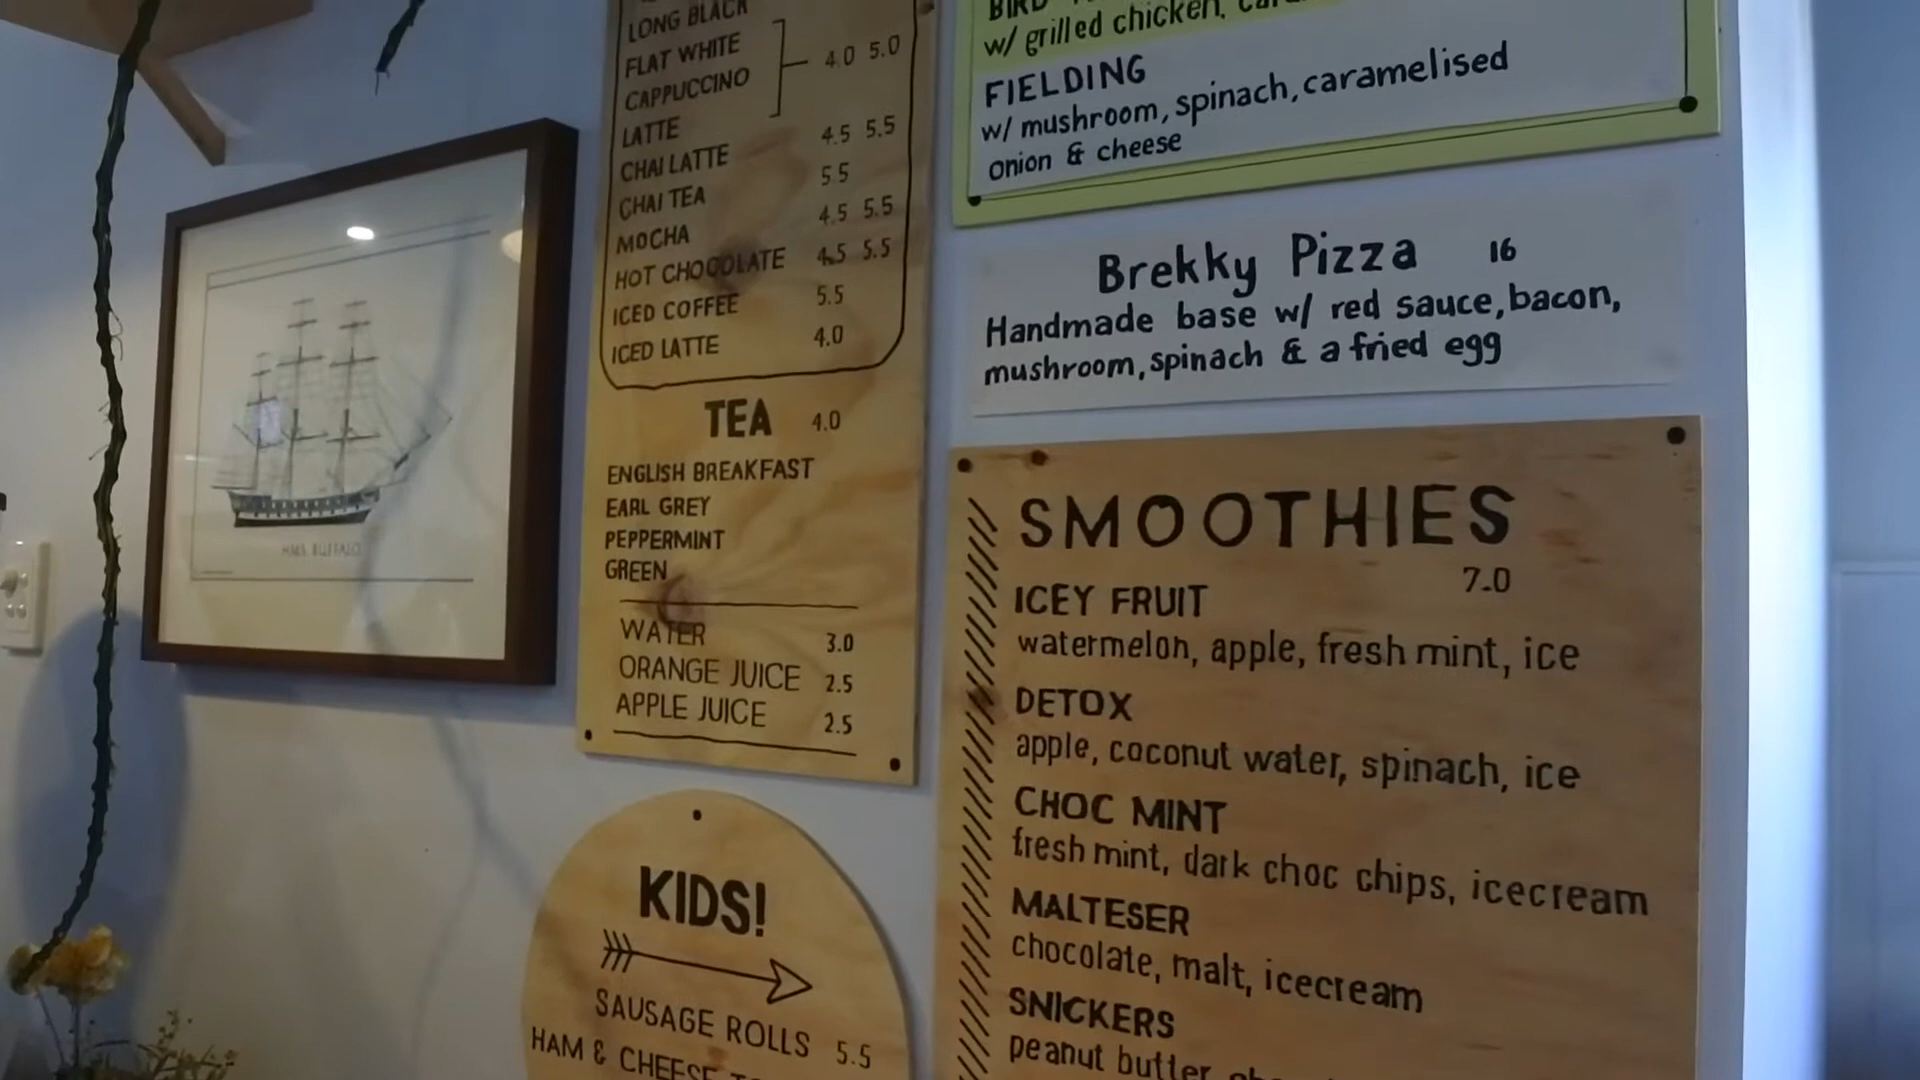 LONG BLACK
FLAT WHITE
CAPPUCCINO
4.0 5.0
LATTE
CHAI LATTE 4.5 5.5
CHAI TEA 5.5
MOCHA 4.5 5.5
HOT CHOCOLATE 4.5 5.5
ICED COFFEE 5.5
ICED LATTE 4.0
TEA 4.0
ENGLISH BREAKFAST
EARL GREY
PEPPERMINT
GREEN
WATER 3.0
ORANGE JUICE 2.5
APPLE JUICE 2.5
KIDS!
SAUSAGE ROLLS 5.5
HAM & CHEESE
BIRD
w/ grilled chicken,
FIELDING
w/ mushroom, spinach, caramelised
onion & cheese
Brekky Pizza 16
Handmade base w/ red sauce, bacon,
mushroom, spinach & a fried egg
SMOOTHIES
7.0
ICEY FRUIT
watermelon, apple, fresh mint, ice
DETOX
apple, coconut water, spinach, ice
CHOC MINT
fresh mint, dark choc chips, icecream
MALTESER
chocolate, malt, icecream
SNICKERS
peanut butter,
HMS BUFFALO